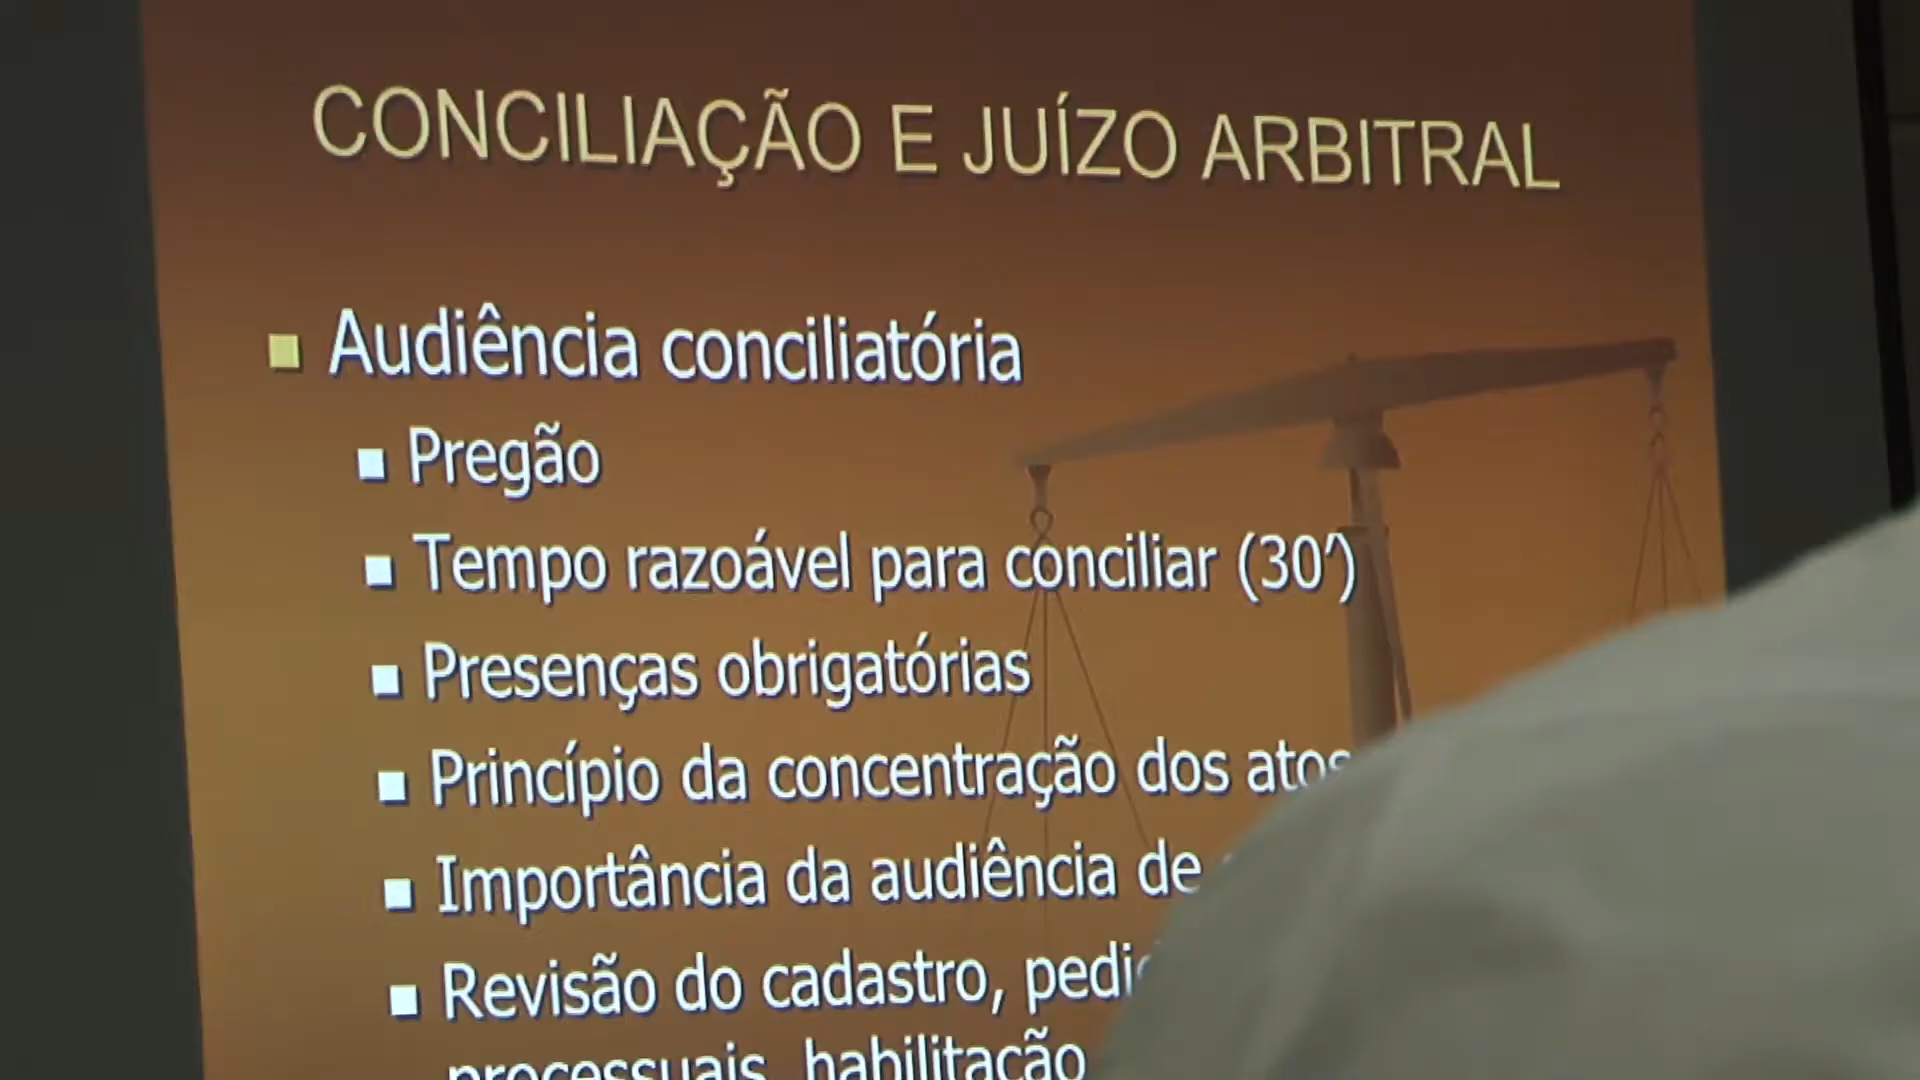 CONCILIAÇÃO E JUÍZO ARBITRAL
Audiência conciliatória
Pregão
Tempo razoável para conciliar (30')
Presenças obrigatórias
Princípio da concentração dos atos
Importância da audiência de
Revisão do cadastro,
processuais, habilitação